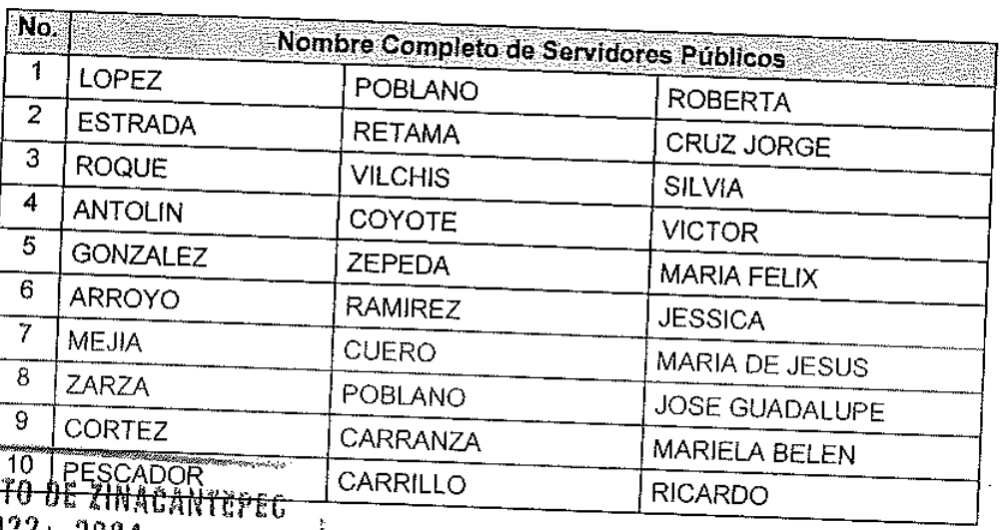 No. Nombre Completo de Servidores Públicos
1 LOPEZ POBLANO ROBERTA
2 ESTRADA RETAMA CRUZ JORGE
3 ROQUE VILCHIS SILVIA
4 ANTOLIN COYOTE VICTOR
5 GONZALEZ ZEPEDA MARIA FELIX
6 ARROYO RAMIREZ JESSICA
7 MEJIA CUERO MARIA DE JESUS
8 ZARZA POBLANO JOSE GUADALUPE
9 CORTEZ CARRANZA MARIELA BELEN
10 PESCADOR CARRILLO RICARDO
TO DE ZINACANTEPEC